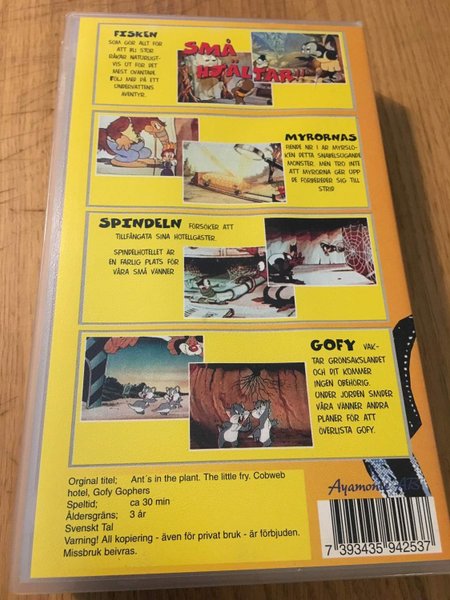 FISKEN
SOM GÖR ALLT FÖR
ATT BLI STOR
RÅKAR NATURLIGT-
VIS UT FÖR DET
MEST OVÄNTADE.
FÖLJ MED PÅ ETT
UNDERVATTENS
ÄVENTYR.
SMÅ
HJÄLTAR!!
MYRORNAS
FIENDE NR 1 ÄR MYRSLO-
KEN DETTA SNABELSUGANDE
MONSTER. MEN TRO INTE
ATT MYRORNA GER UPP
DE FÖRBEREDER SIG TILL
STRID
SPINDELN FÖRSÖKER ATT
TILLFÅNGATA SINA HOTELLGÄSTER.
SPINDELHOTELLET ÄR
EN FARLIG PLATS FÖR
VÅRA SMÅ VÄNNER
GOFY VAK-
TAR GRÖNSAKSLANDET
OCH DIT KOMMER
INGEN OBEHÖRIG.
UNDER JORDEN SMIDER
VÅRA VÄNNER ANDRA
PLANER FÖR ATT
ÖVERLISTA GOFY.
Orginal titel; Ant´s in the plant. The little fry. Cobweb
hotel, Gofy Gophers
Speltid; ca 30 min
Åldersgräns; 3 år
Svenskt Tal
Varning! All kopiering - även för privat bruk - är förbjuden.
Missbruk beivras.
Ayamonte
7 393435 942537